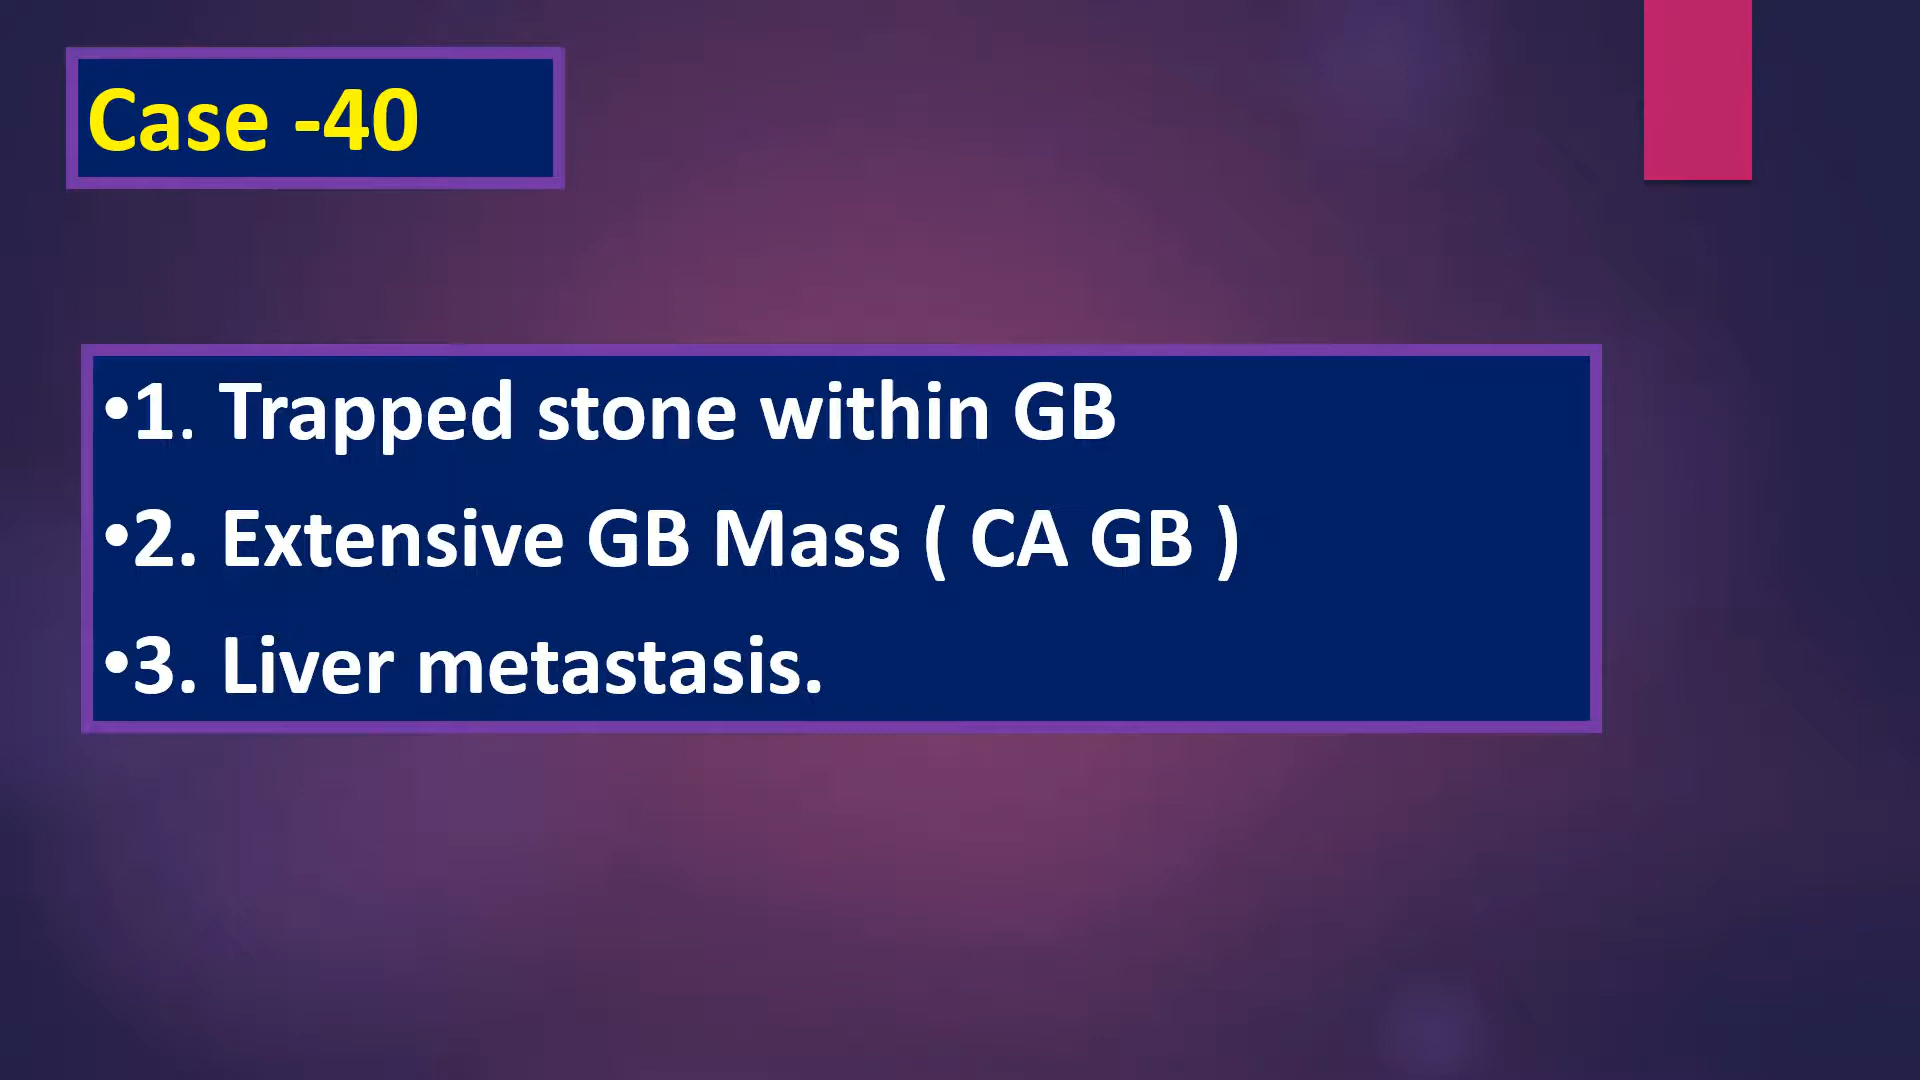 Case -40
•1. Trapped stone within GB
•2. Extensive GB Mass ( CA GB )
•3. Liver metastasis.